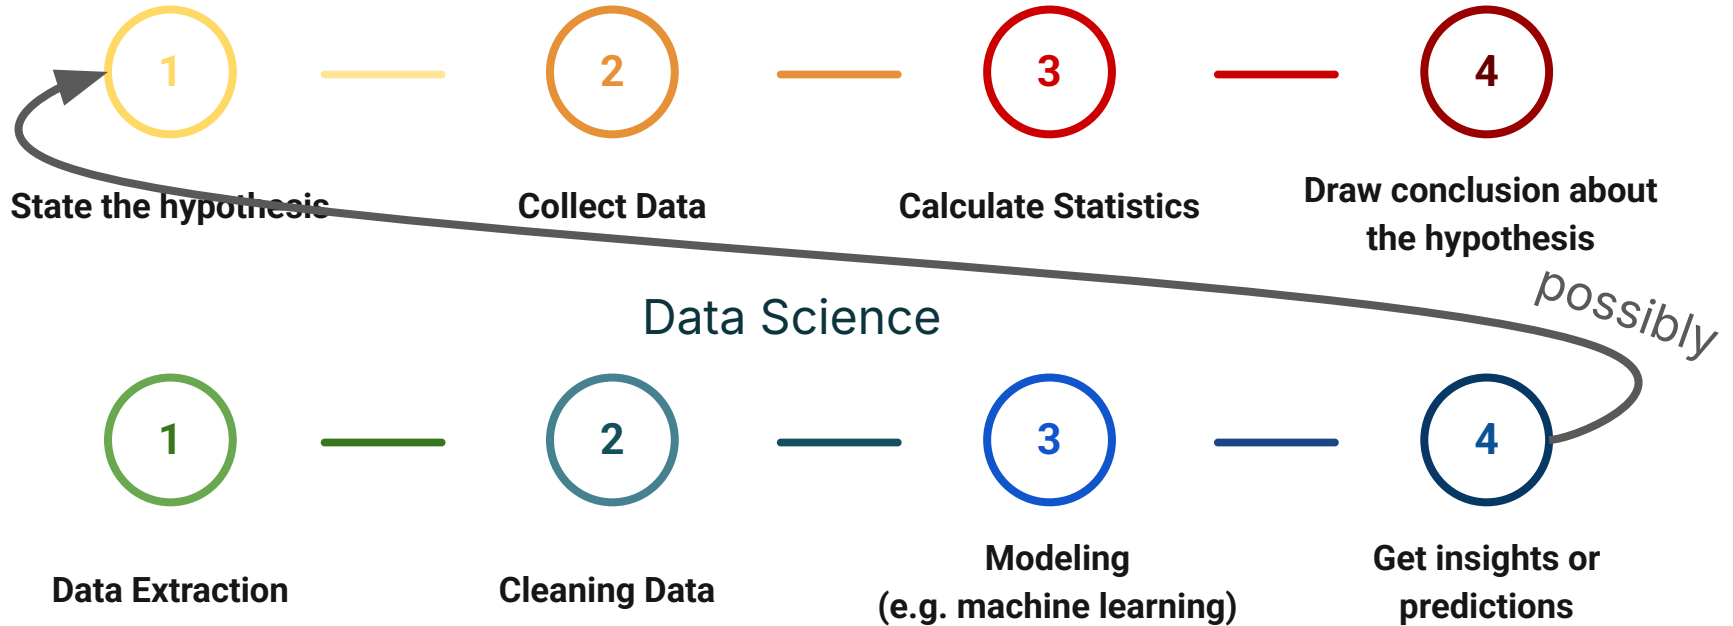 1
2
3
4
State the hypothesis
Collect Data
Calculate Statistics
Draw conclusion about
the hypothesis
possibly
Data Science
1
2
3
4
Data Extraction
Cleaning Data
Modeling
(e.g. machine learning)
Get insights or
predictions